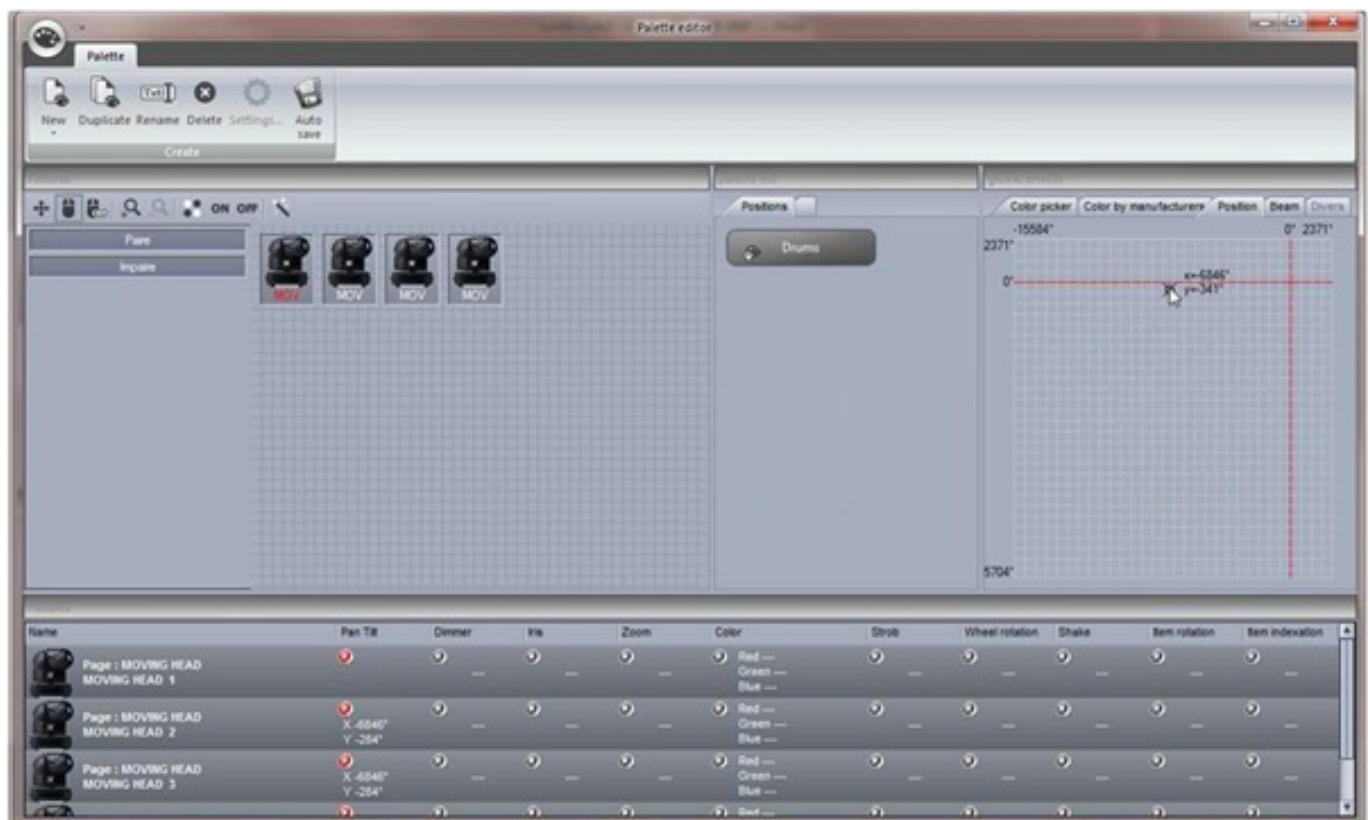 Palette editor
Palette
New Duplicate Rename Delete Settings... Auto save
Create
ON OFF
Paire
Impaire
MOV MOV MOV MOV
Positions
Drums
Color picker Color by manufacturers Position Beam Divers
-15584° 0° 2371°
2371°
0°
x=-6846°
y=-341°
5704°
Name Pan Tilt Dimmer Iris Zoom Color Strob Wheel rotation Shake Item rotation Item indexation
Page : MOVING HEAD
MOVING HEAD 1
Red ---
Green ---
Blue ---
Page : MOVING HEAD
MOVING HEAD 2
X -6846°
Y -284°
Red ---
Green ---
Blue ---
Page : MOVING HEAD
MOVING HEAD 3
X -6846°
Y -284°
Red ---
Green ---
Blue ---
Red ---